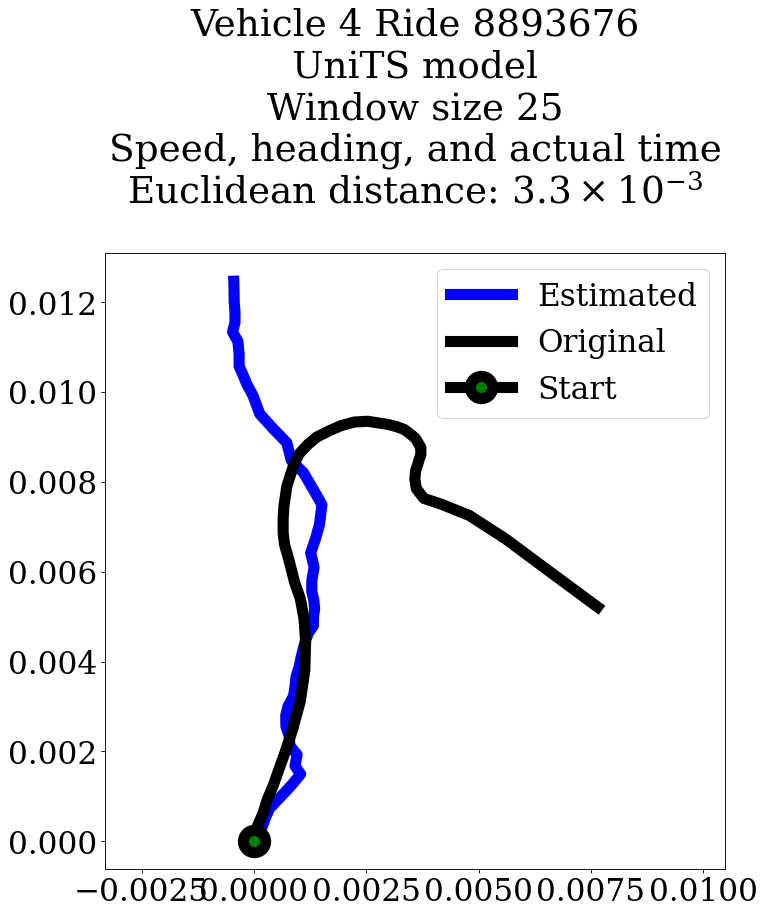 Vehicle 4 Ride 8893676
UniTS model
Window size 25
Speed, heading, and actual time
Euclidean distance: 3.3 × 10⁻³
Estimated
Original
Start
0.012
0.010
0.008
0.006
0.004
0.002
0.000
−0.0025 0.0000 0.0025 0.0050 0.0075 0.0100